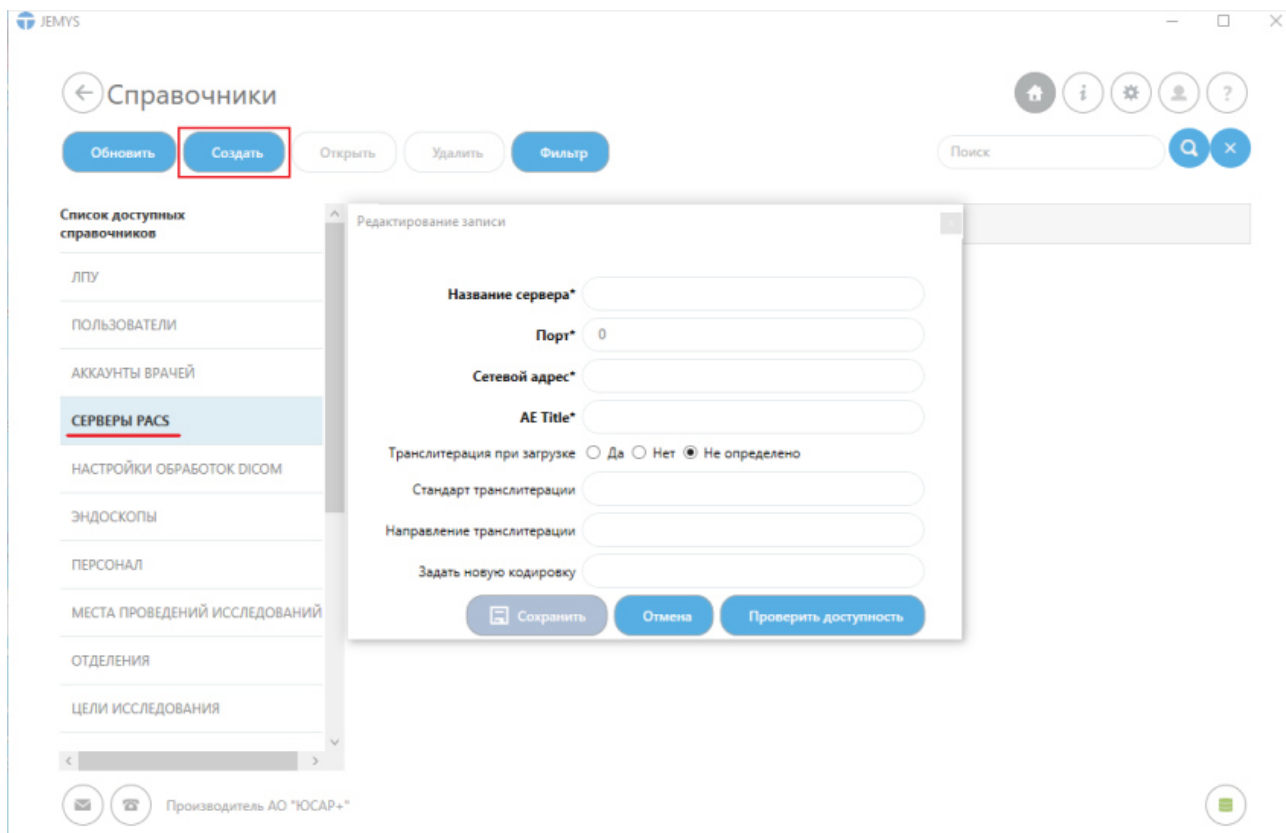 JEMYS
Справочники
Обновить Создать Открыть Удалить Фильтр Поиск
Список доступных
справочников
ЛПУ
ПОЛЬЗОВАТЕЛИ
АККАУНТЫ ВРАЧЕЙ
СЕРВЕРЫ PACS
НАСТРОЙКИ ОБРАБОТОК DICOM
ЭНДОСКОПЫ
ПЕРСОНАЛ
МЕСТА ПРОВЕДЕНИЙ ИССЛЕДОВАНИЙ
ОТДЕЛЕНИЯ
ЦЕЛИ ИССЛЕДОВАНИЯ
Редактирование записи
Название сервера*
Порт* 0
Сетевой адрес*
AE Title*
Транслитерация при загрузке Да Нет Не определено
Стандарт транслитерации
Направление транслитерации
Задать новую кодировку
Сохранить Отмена Проверить доступность
Производитель АО "ЮСАР+"